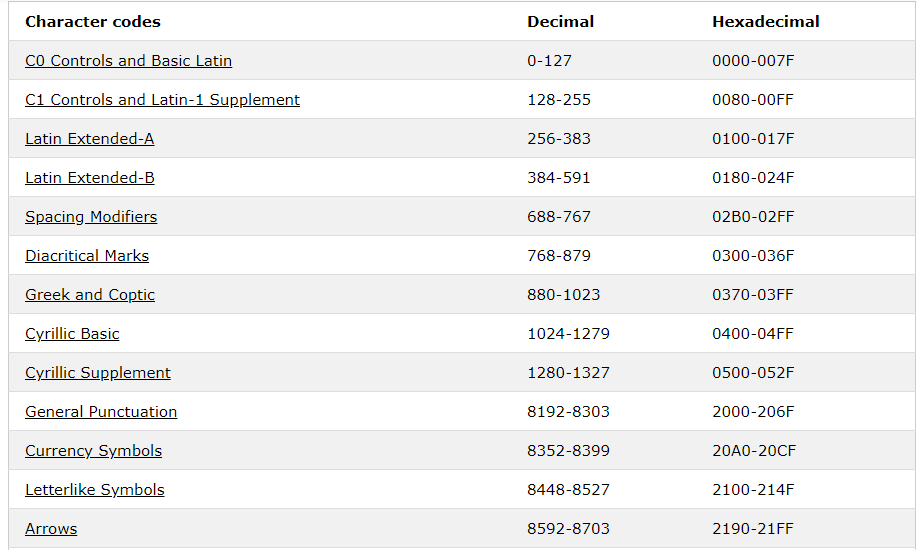 Character codes Decimal Hexadecimal
C0 Controls and Basic Latin 0-127 0000-007F
C1 Controls and Latin-1 Supplement 128-255 0080-00FF
Latin Extended-A 256-383 0100-017F
Latin Extended-B 384-591 0180-024F
Spacing Modifiers 688-767 02B0-02FF
Diacritical Marks 768-879 0300-036F
Greek and Coptic 880-1023 0370-03FF
Cyrillic Basic 1024-1279 0400-04FF
Cyrillic Supplement 1280-1327 0500-052F
General Punctuation 8192-8303 2000-206F
Currency Symbols 8352-8399 20A0-20CF
Letterlike Symbols 8448-8527 2100-214F
Arrows 8592-8703 2190-21FF